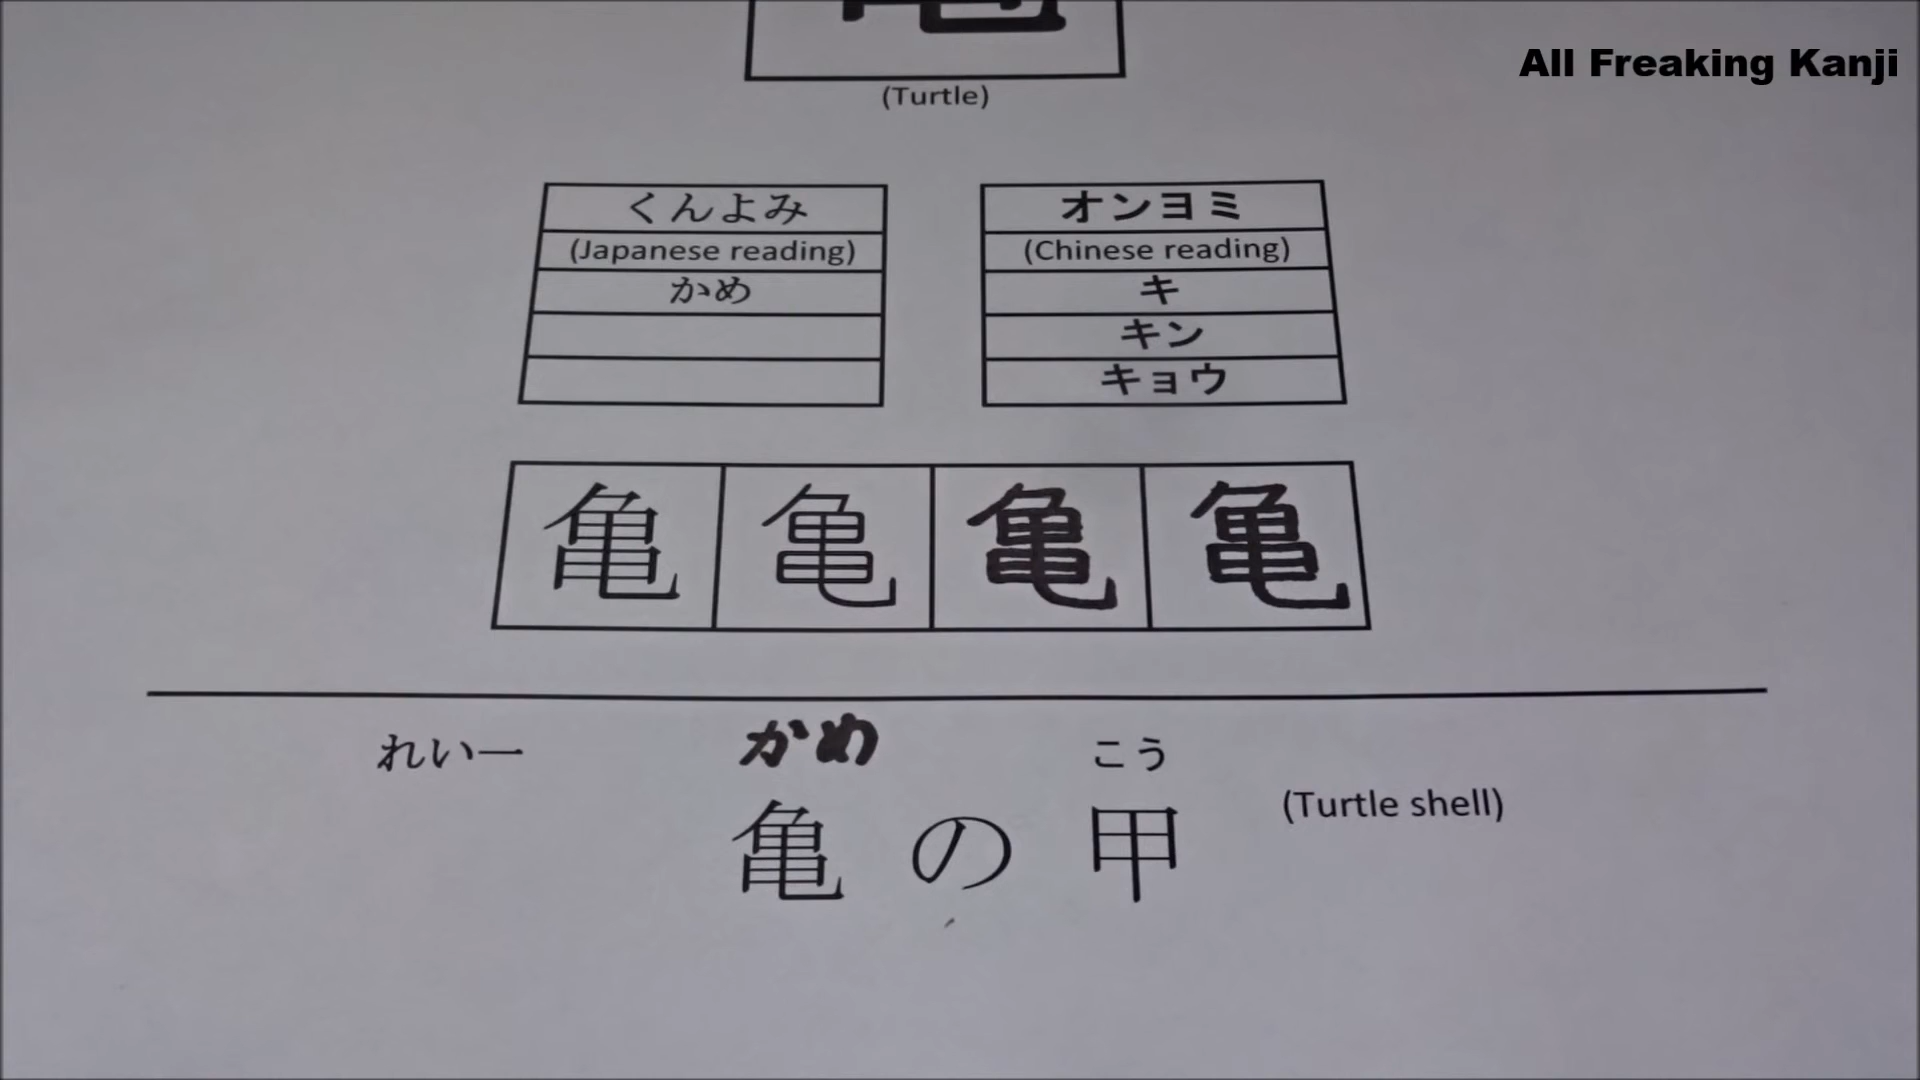 All Freaking Kanji
(Turtle)
くんよみ
(Japanese reading)
かめ
オンヨミ
(Chinese reading)
キ
キン
キョウ
亀 亀 亀 亀
れい一
かめ こう
亀の甲
(Turtle shell)